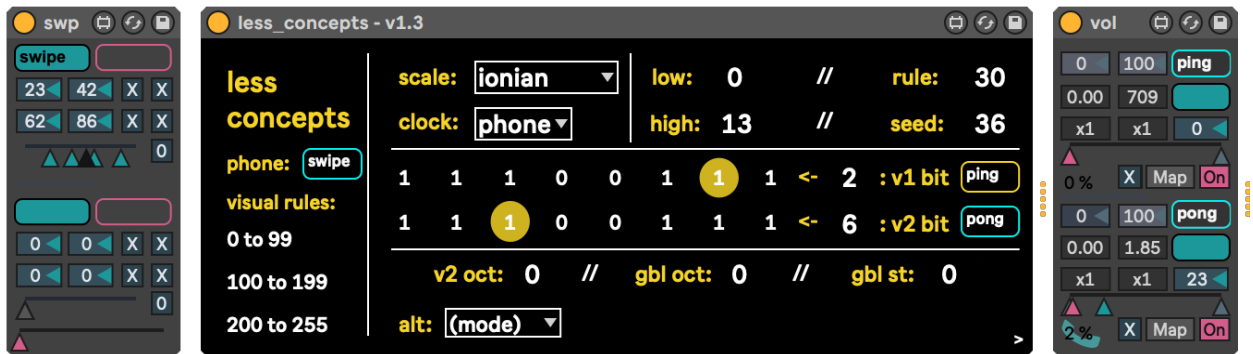 swp
swipe
23 42 X X
62 86 X X
0
0 0 X X
0 0 X X
0
less_concepts - v1.3
less
concepts
phone: swipe
visual rules:
0 to 99
100 to 199
200 to 255
scale: ionian
clock: phone
low: 0 // rule: 30
high: 13 // seed: 36
1 1 1 0 0 1 1 1 <- 2 : v1 bit ping
1 1 1 0 0 1 1 1 <- 6 : v2 bit pong
v2 oct: 0 // gbl oct: 0 // gbl st: 0
alt: (mode)
>
vol
0 100 ping
0.00 709
x1 x1 0
0 % X Map On
0 100 pong
0.00 1.85
x1 x1 23
2 % X Map On